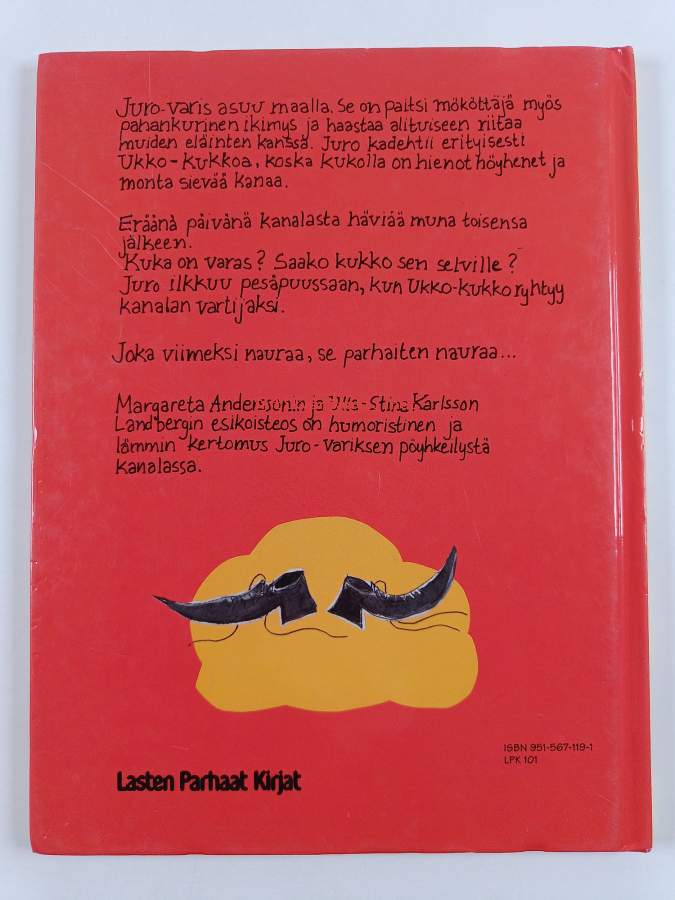 Juro-varis asuu maalla. Se on paitsi mököttäjä myös
pahankurinen ikimys ja haastaa alituiseen riitaa
muiden eläinten kanssa. Juro kadehtii erityisesti
Ukko-Kukkoa, koska kukolla on hienot höyhenet ja
monta sievää kanaa.
Eräänä päivänä kanalasta häviää muna toisensa
jälkeen.
Kuka on varas? Saako kukko sen selville?
Juro ilkkuu pesäpuussaan, kun Ukko-kukko ryhtyy
kanalan vartijaksi.
Joka viimeksi nauraa, se parhaiten nauraa...
Margareta Anderssonin ja Ulla-Stina Karlsson
Landbergin esikoisteos on humoristinen ja
lämmin kertomus Juro-variksen pöyhkeilystä
kanalassa.
ISBN 951-567-119-1
LPK 101
Lasten Parhaat Kirjat